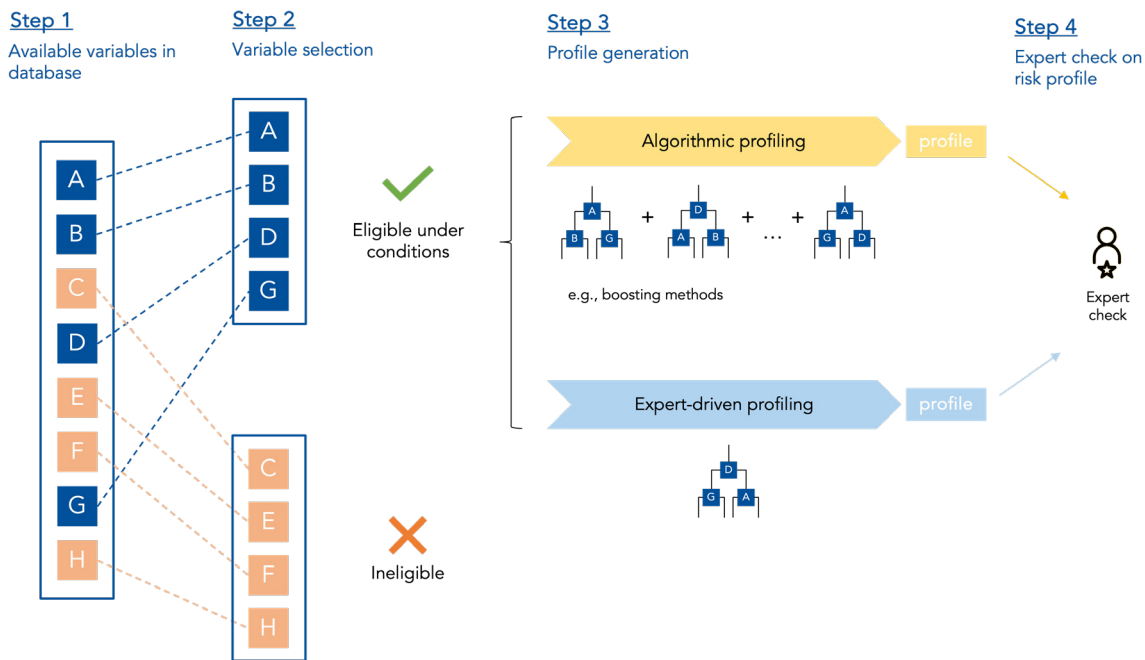 Step 1
Available variables in
database
A
B
C
D
E
F
G
H
Step 2
Variable selection
A
B
D
G
Eligible under
conditions
C
E
F
H
Ineligible
Step 3
Profile generation
Algorithmic profiling
profile
A
B
G
+
D
A
B
+
...
+
A
G
D
e.g., boosting methods
Expert-driven profiling
profile
D
G
A
Step 4
Expert check on
risk profile
Expert
check